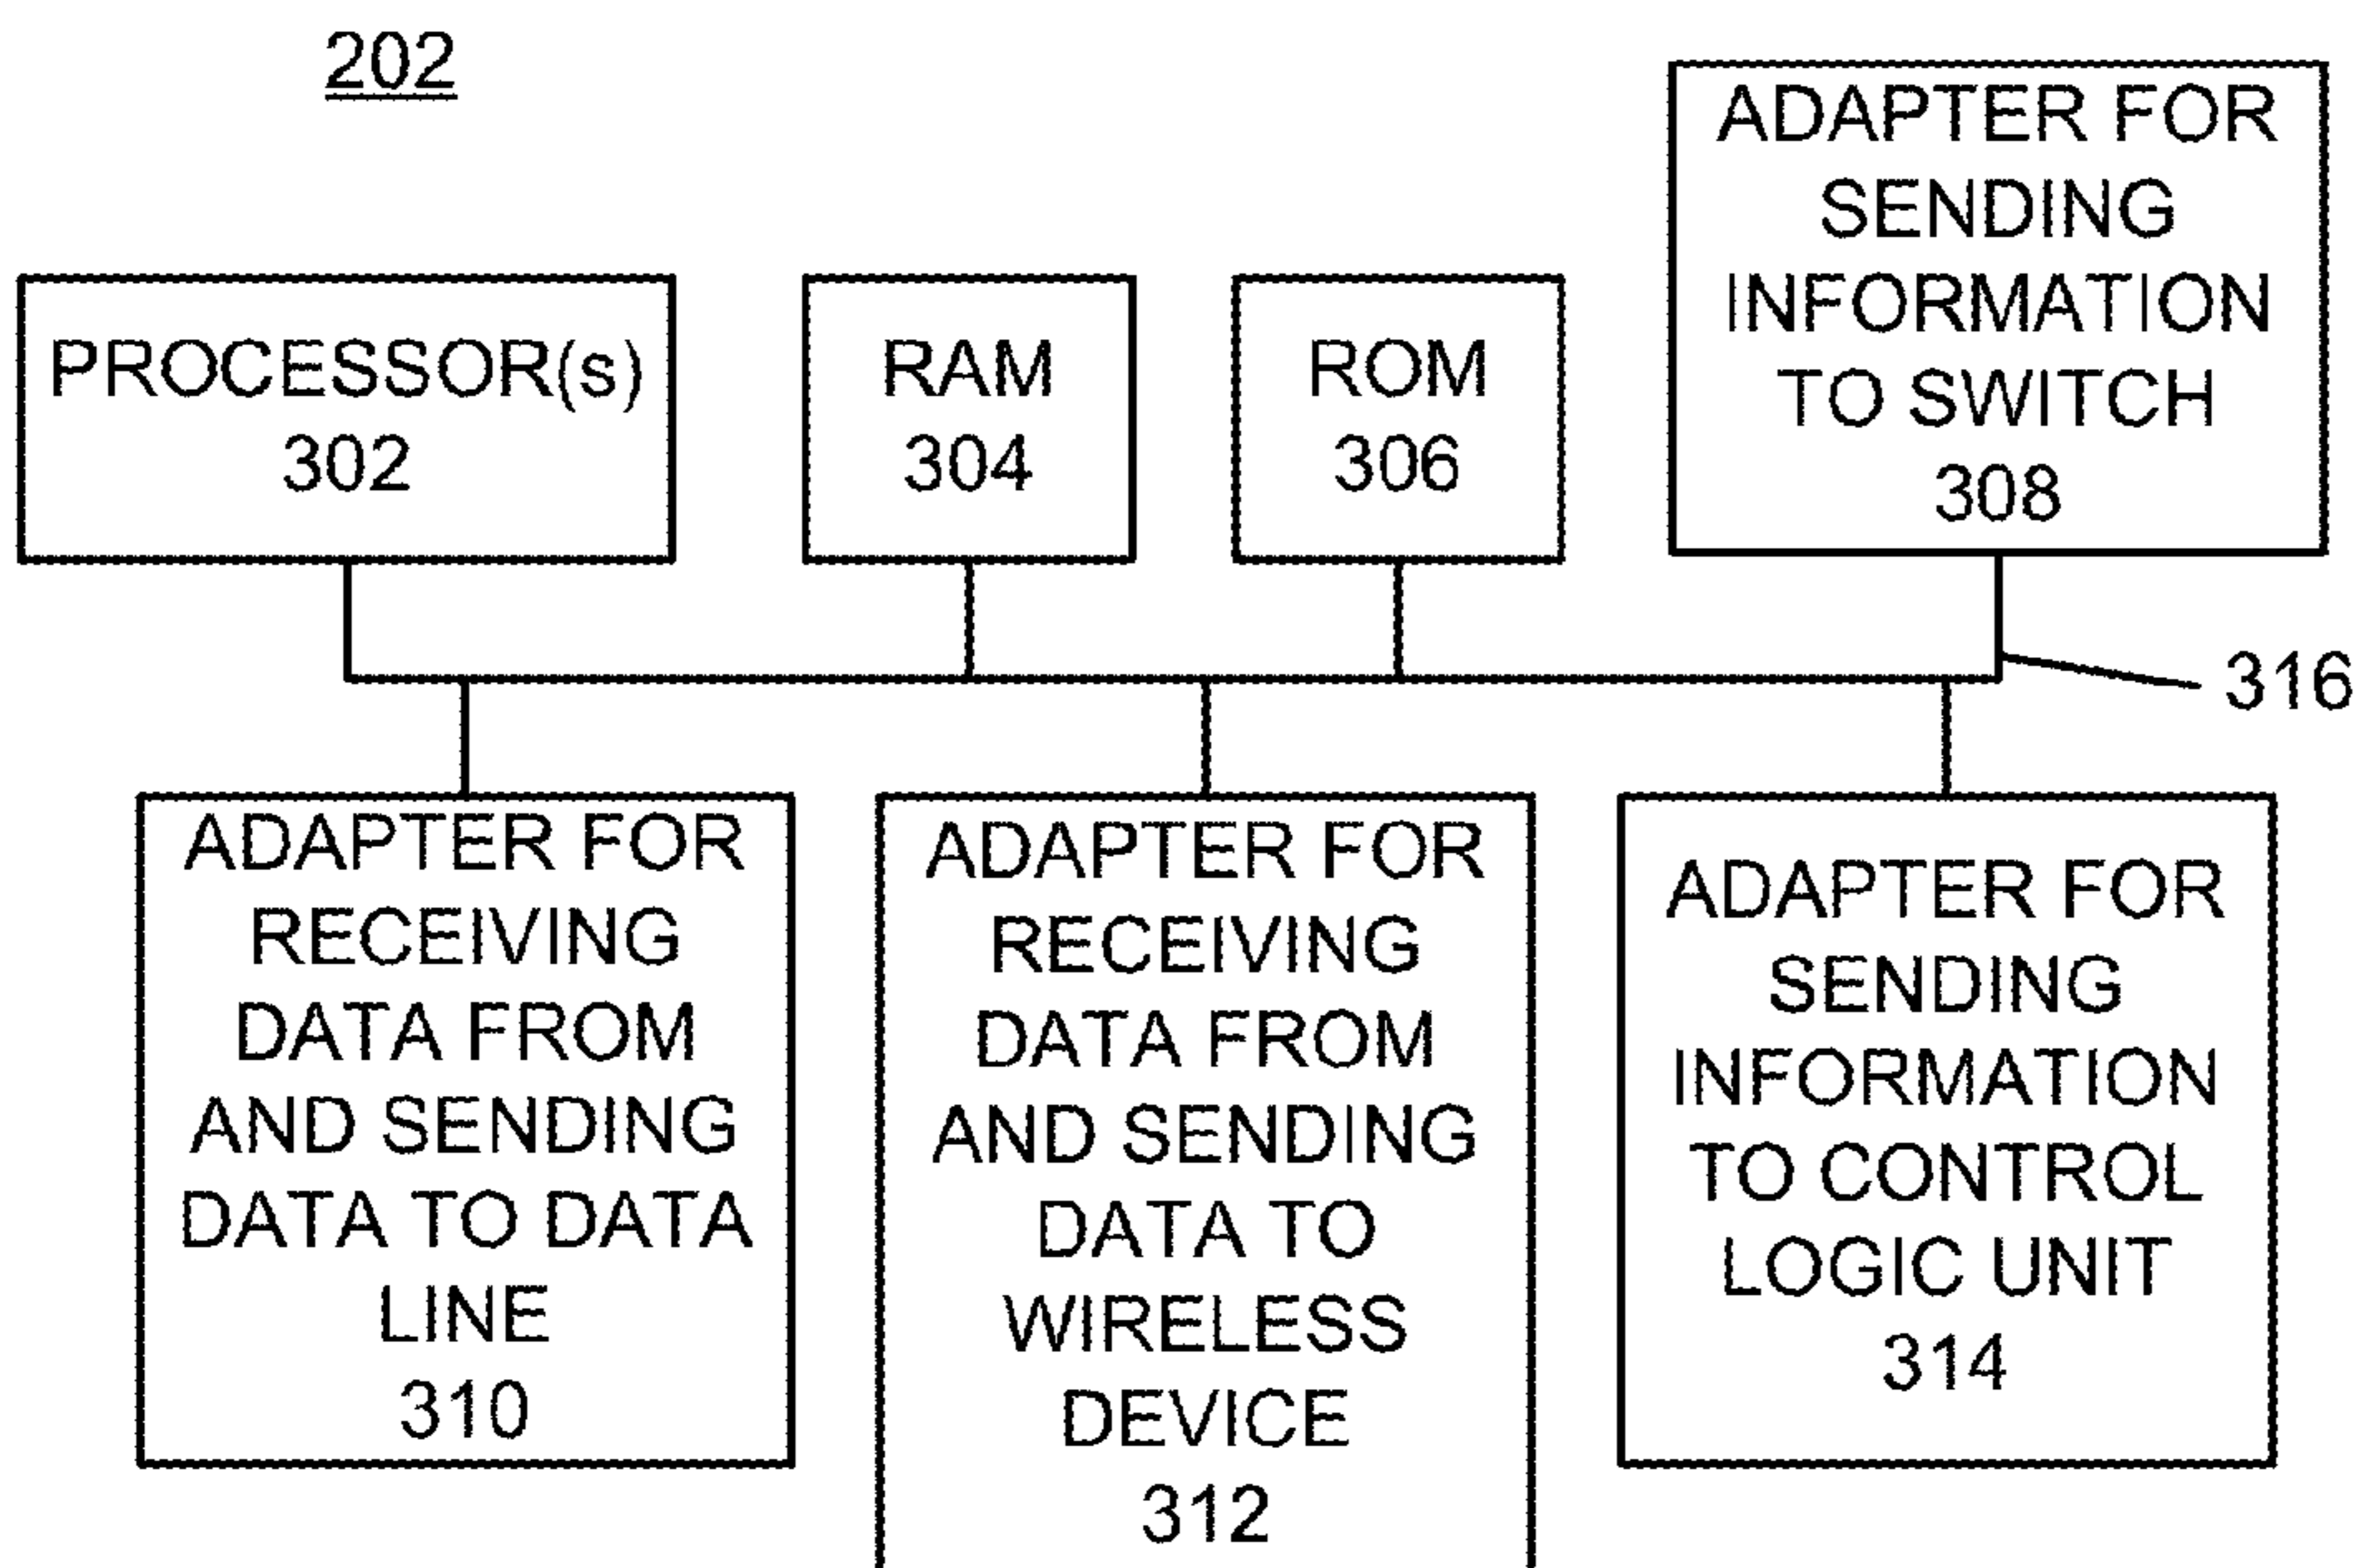 202
PROCESSOR(s)
302
RAM
304
ROM
306
ADAPTER FOR
SENDING
INFORMATION
TO SWITCH
308
316
ADAPTER FOR
RECEIVING
DATA FROM
AND SENDING
DATA TO DATA
LINE
310
ADAPTER FOR
RECEIVING
DATA FROM
AND SENDING
DATA TO
WIRELESS
DEVICE
312
ADAPTER FOR
SENDING
INFORMATION
TO CONTROL
LOGIC UNIT
314